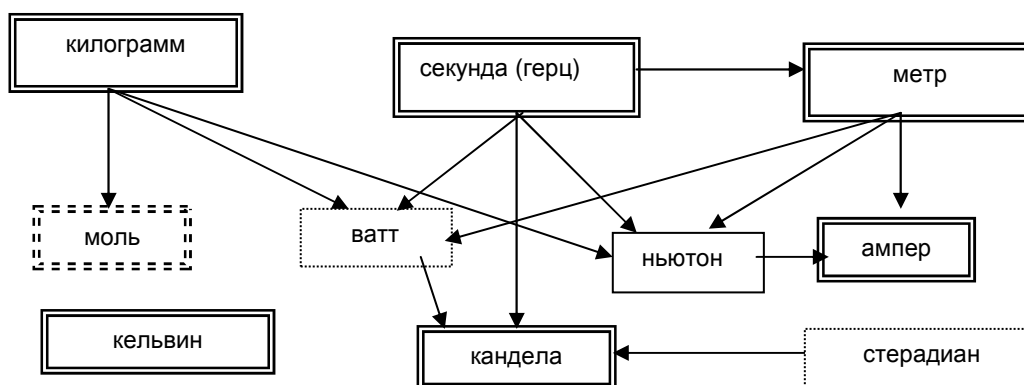 килограмм
секунда (герц)
метр
моль
ватт
ньютон
ампер
кельвин
кандела
стерадиан